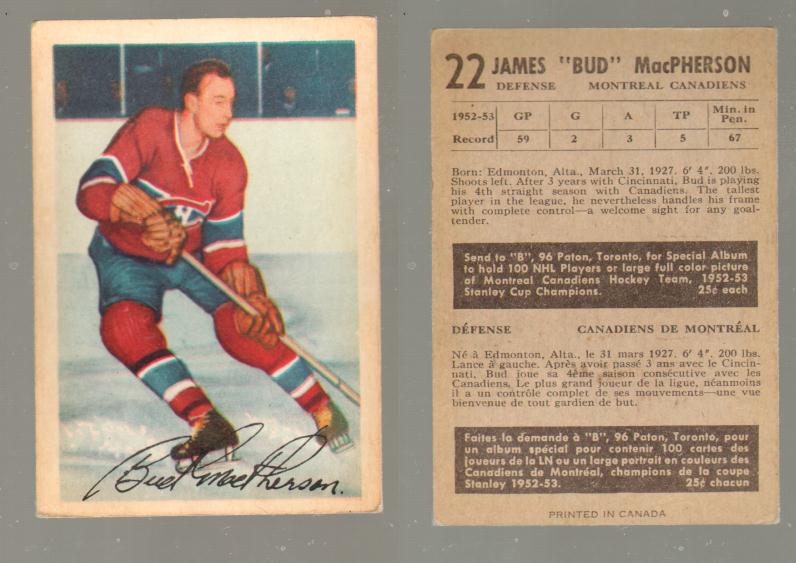 Bud MacPherson.
22 JAMES "BUD" MacPHERSON
DEFENSE MONTREAL CANADIENS
1952-53 GP G A TP Min. in Pen.
Record 59 2 3 5 67
Born: Edmonton, Alta., March 31, 1927. 6' 4". 200 lbs.
Shoots left. After 3 years with Cincinnati, Bud is playing
his 4th straight season with Canadiens. The tallest
player in the league, he nevertheless handles his frame
with complete control—a welcome sight for any goal-
tender.
Send to "B", 96 Paton, Toronto, for Special Album
to hold 100 NHL Players or large full color picture
of Montreal Canadiens Hockey Team, 1952-53
Stanley Cup Champions. 25¢ each
DÉFENSE CANADIENS DE MONTRÉAL
Né à Edmonton, Alta., le 31 mars 1927. 6' 4". 200 lbs.
Lance à gauche. Après avoir passé 3 ans avec le Cincin-
nati, Bud joue sa 4ème saison consécutive avec les
Canadiens. Le plus grand joueur de la ligue, néanmoins
il a un contrôle complet de ses mouvements—une vue
bienvenue de tout gardien de but.
Faites la demande à "B", 96 Paton, Toronto, pour
un album spécial pour contenir 100 cartes des
joueurs de la LN ou un large portrait en couleurs des
Canadiens de Montréal, champions de la coupe
Stanley 1952-53. 25¢ chacun
PRINTED IN CANADA